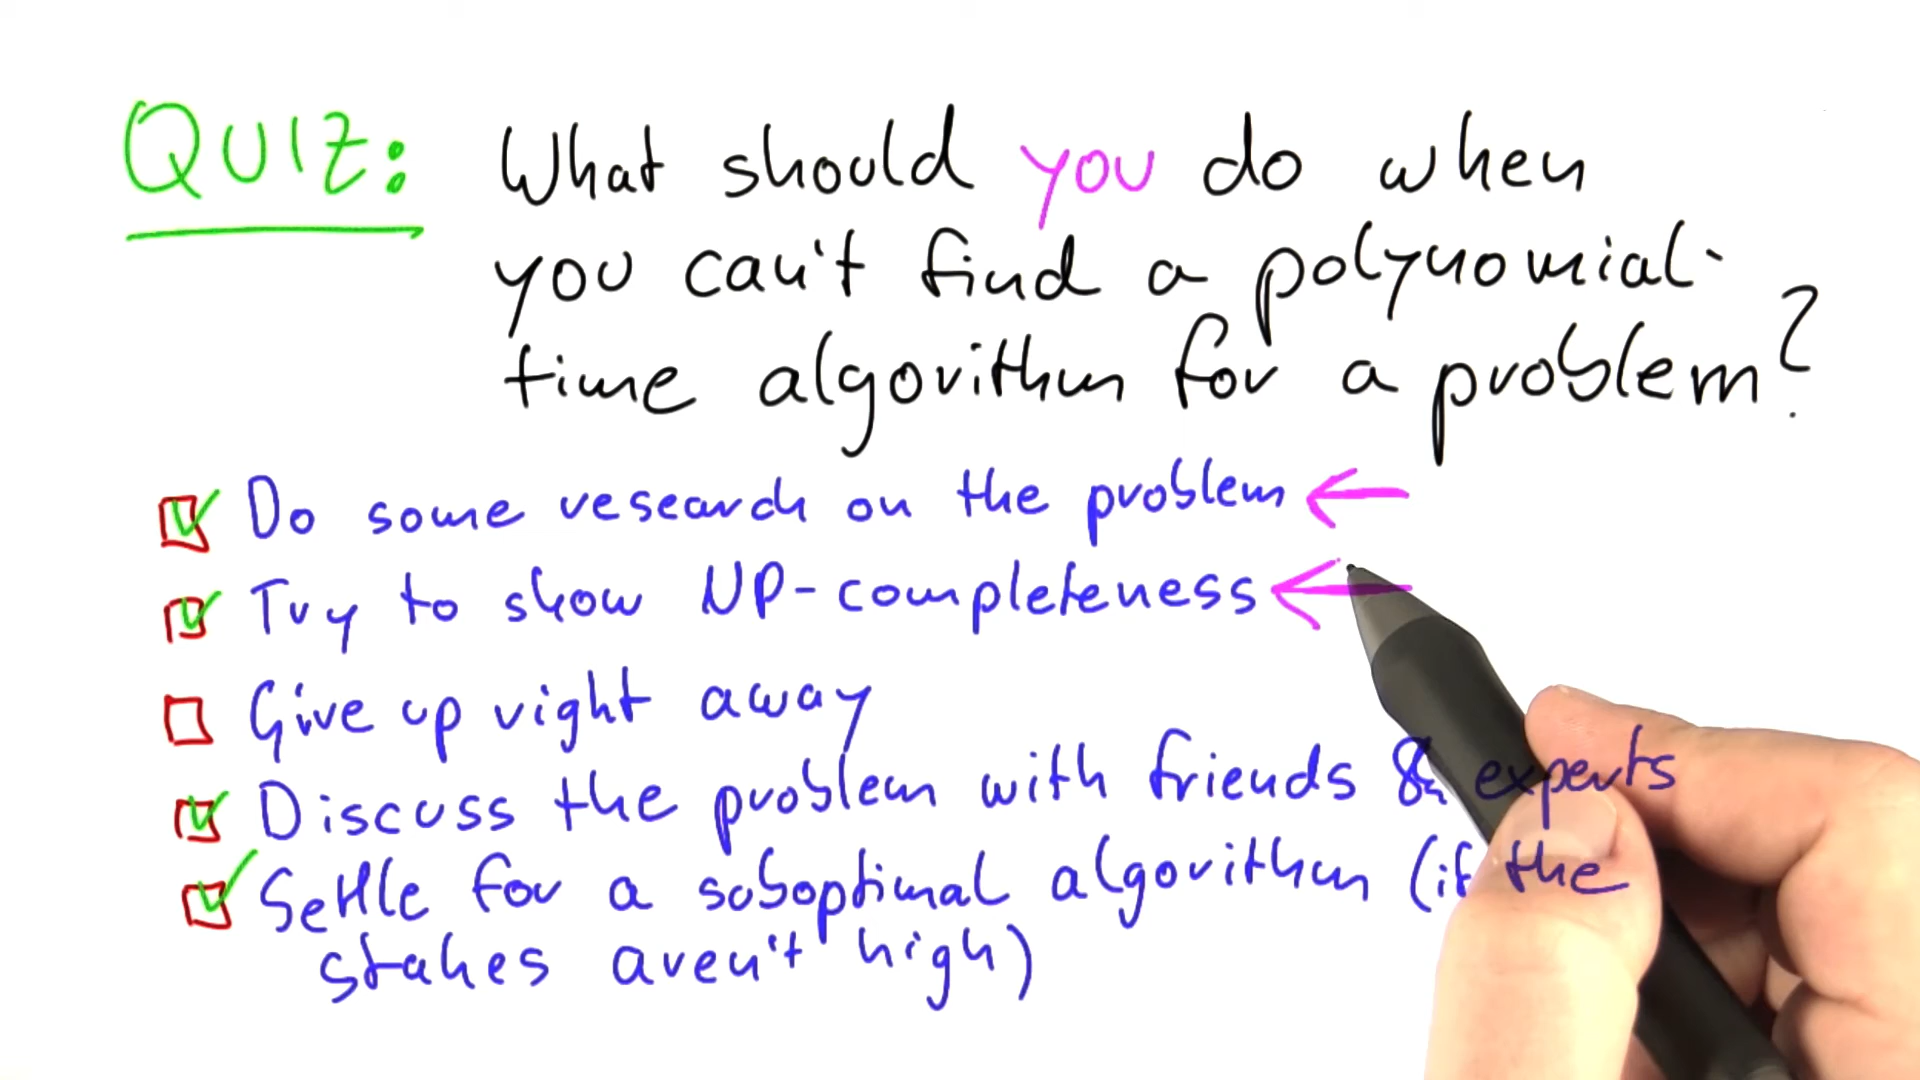 QUIZ: What should you do when
you can't find a polynomial-
time algorithm for a problem?
Do some research on the problem
Try to show NP-completeness
Give up right away
Discuss the problem with friends & experts
Settle for a suboptimal algorithm (if the
stakes aren't high)